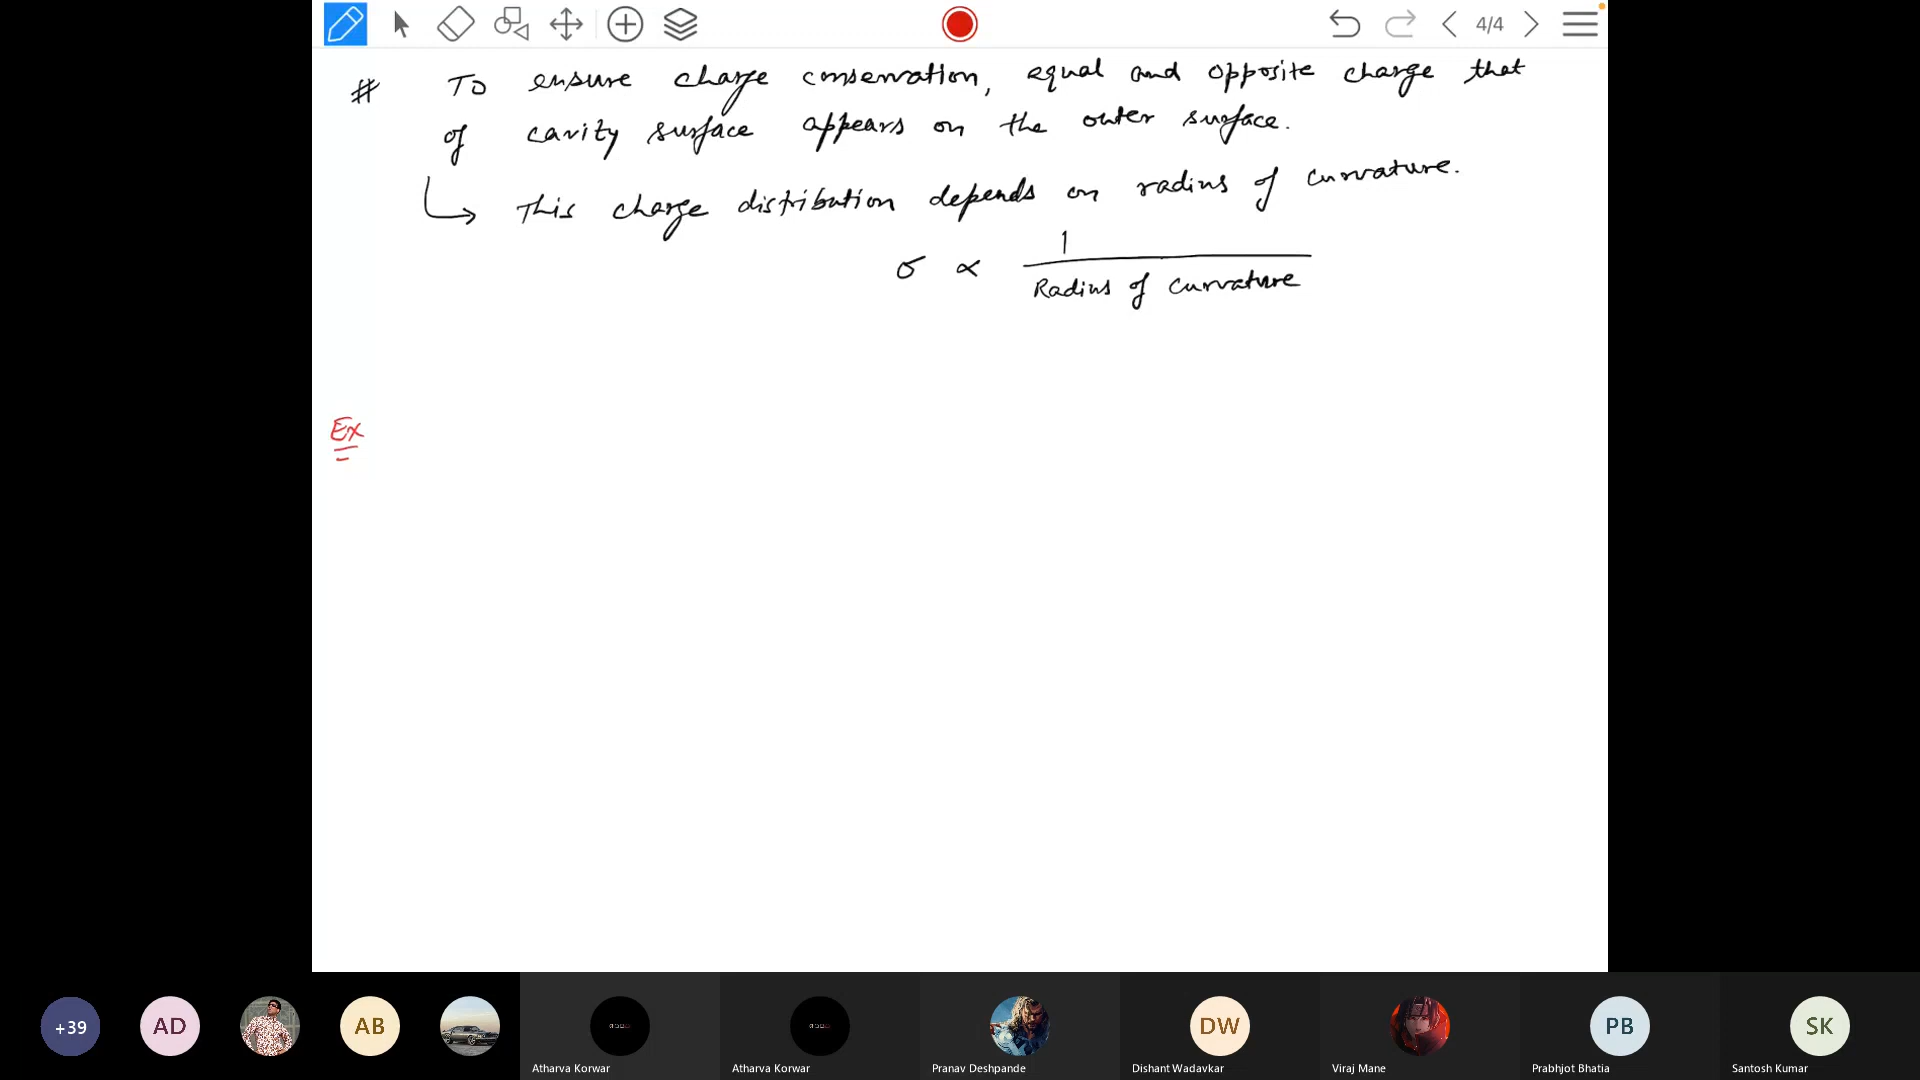 4/4
# To ensure charge conservation, equal and opposite charge that
of cavity surface appears on the outer surface.
This charge distribution depends on radius of curvature.
σ ∝ 1 / Radius of curvature
Ex
+39
AD
AB
Atharva Korwar
Atharva Korwar
Pranav Deshpande
DW
Dishant Wadavkar
Viraj Mane
PB
Prabhjot Bhatia
SK
Santosh Kumar